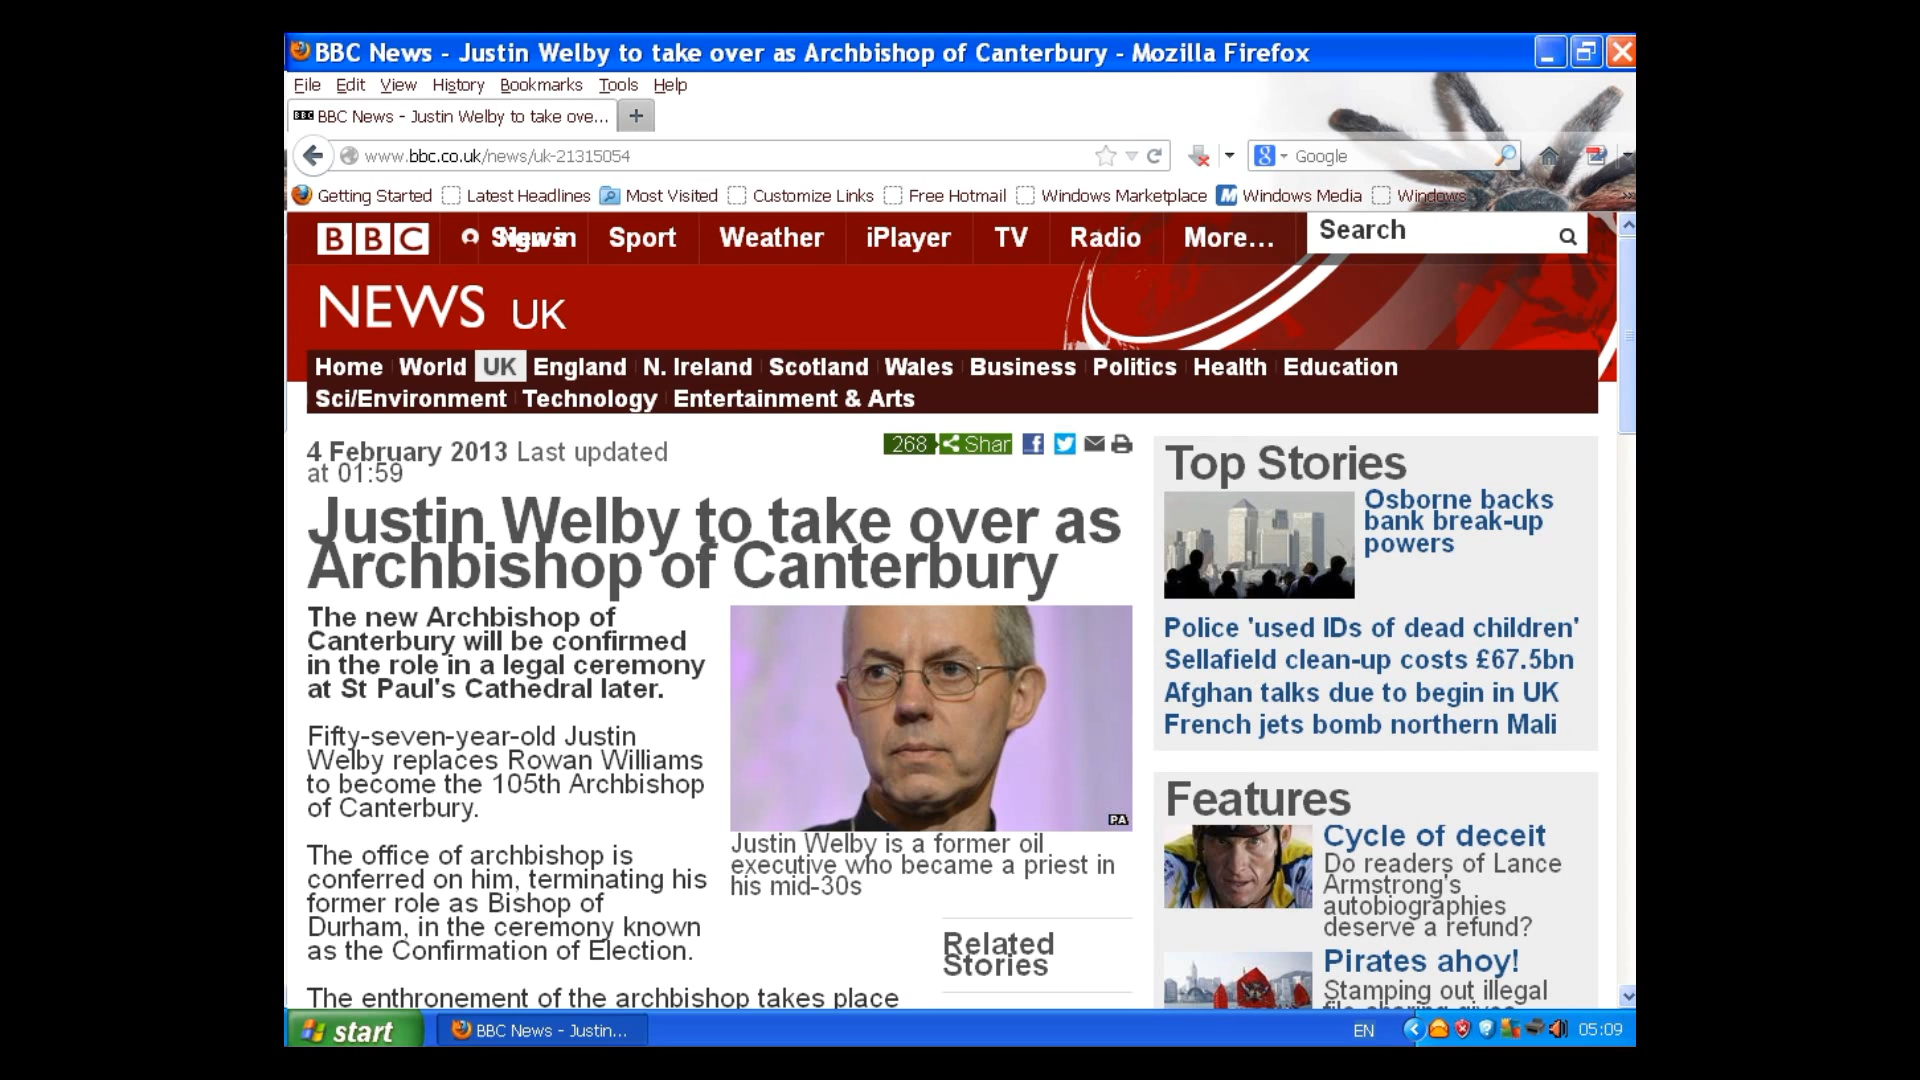 BBC News - Justin Welby to take over as Archbishop of Canterbury - Mozilla Firefox
File Edit View History Bookmarks Tools Help
BBC BBC News - Justin Welby to take ove... +
www.bbc.co.uk/news/uk-21315054
Google
Getting Started Latest Headlines Most Visited Customize Links Free Hotmail Windows Marketplace Windows Media Windows
BBC Sign in News Sport Weather iPlayer TV Radio More... Search
NEWS UK
Home World UK England N. Ireland Scotland Wales Business Politics Health Education
Sci/Environment Technology Entertainment & Arts
4 February 2013 Last updated
at 01:59
268 Shar
Justin Welby to take over as
Archbishop of Canterbury
The new Archbishop of
Canterbury will be confirmed
in the role in a legal ceremony
at St Paul's Cathedral later.
Fifty-seven-year-old Justin
Welby replaces Rowan Williams
to become the 105th Archbishop
of Canterbury.
The office of archbishop is
conferred on him, terminating his
former role as Bishop of
Durham, in the ceremony known
as the Confirmation of Election.
The enthronement of the archbishop takes place
PA
Justin Welby is a former oil
executive who became a priest in
his mid-30s
Related
Stories
Top Stories
Osborne backs
bank break-up
powers
Police 'used IDs of dead children'
Sellafield clean-up costs £67.5bn
Afghan talks due to begin in UK
French jets bomb northern Mali
Features
Cycle of deceit
Do readers of Lance
Armstrong's
autobiographies
deserve a refund?
Pirates ahoy!
Stamping out illegal
start BBC News - Justin... EN 05:09